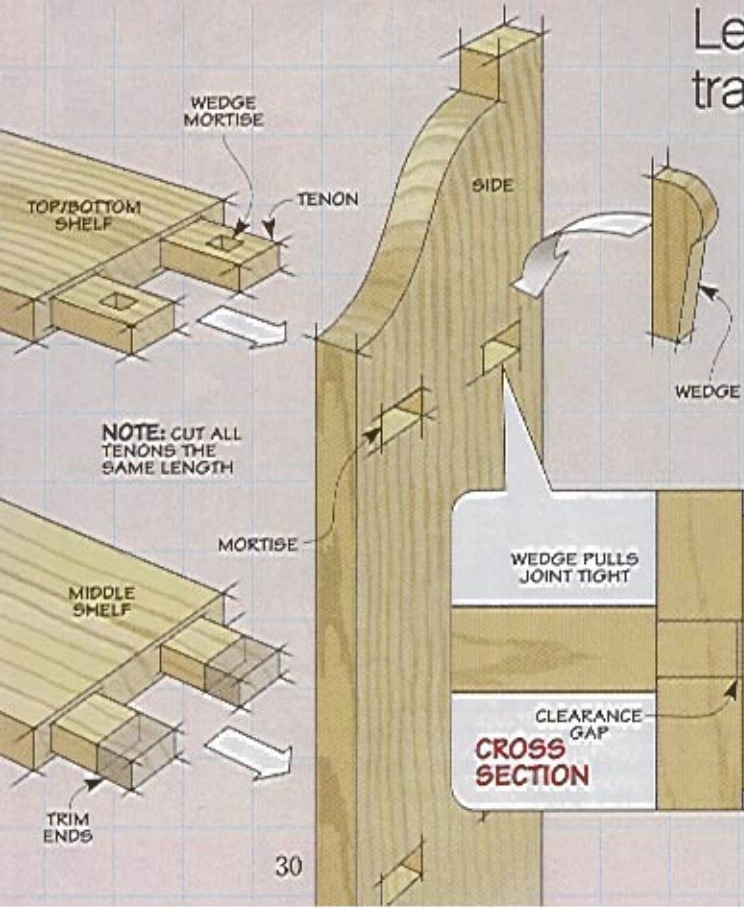 Le
tra
WEDGE
MORTISE
TENON
TOP/BOTTOM
SHELF
SIDE
WEDGE
NOTE: CUT ALL
TENONS THE
SAME LENGTH
MORTISE
WEDGE PULLS
JOINT TIGHT
MIDDLE
SHELF
CLEARANCE
GAP
CROSS
SECTION
TRIM
ENDS
30